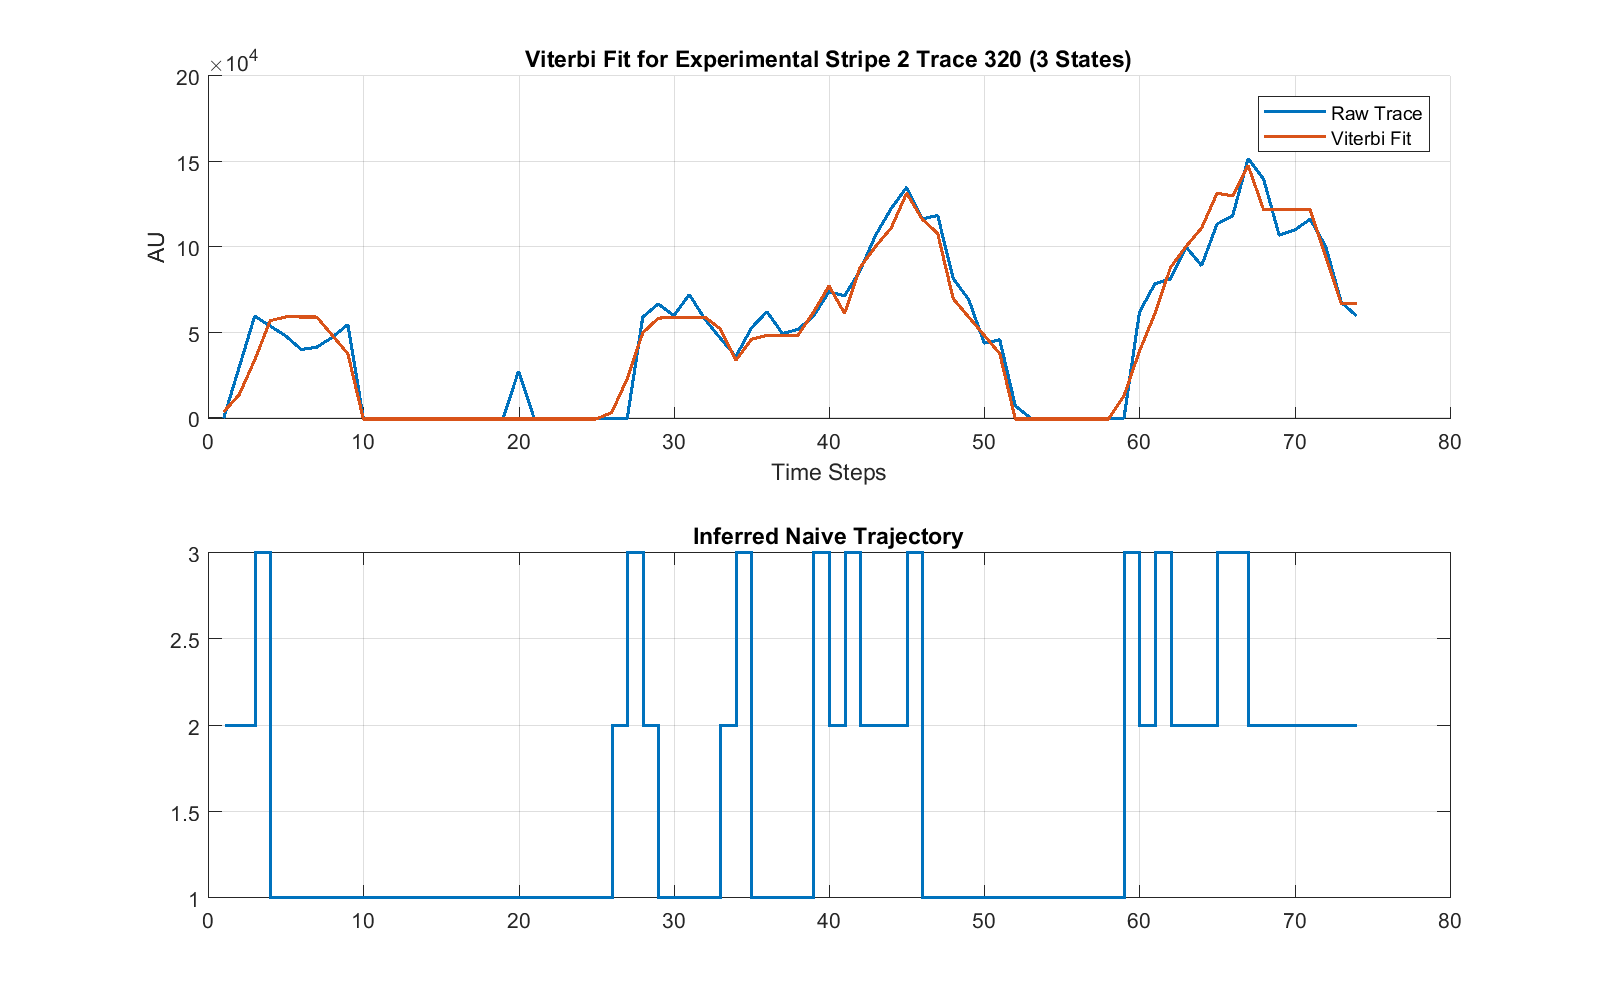 Viterbi Fit for Experimental Stripe 2 Trace 320 (3 States)
×10⁴
20
15
10
5
0
AU
Raw Trace
Viterbi Fit
0 10 20 30 40 50 60 70 80
Time Steps
Inferred Naive Trajectory
3
2.5
2
1.5
1
0 10 20 30 40 50 60 70 80